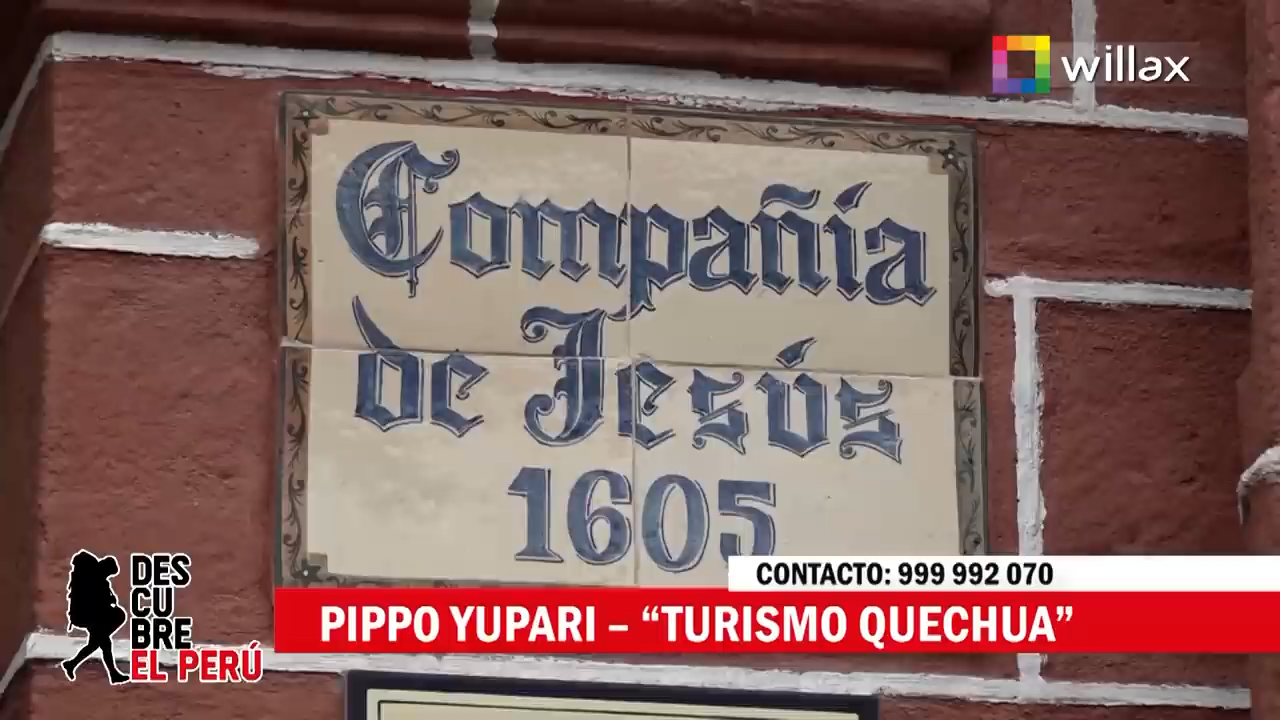 willax
Compañía
de Jesús
1605
CONTACTO: 999 992 070
PIPPO YUPARI – “TURISMO QUECHUA”
DES
CU
BRE
EL PERÚ